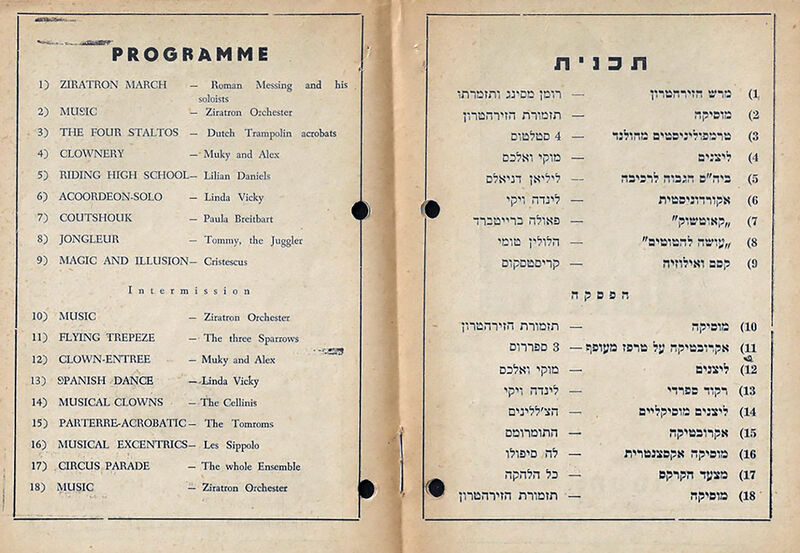 PROGRAMME
1) ZIRATRON MARCH — Roman Messing and his
soloists
2) MUSIC — Ziratron Orchester
3) THE FOUR STALTOS — Dutch Trampolin acrobats
4) CLOWNERY — Muky and Alex
5) RIDING HIGH SCHOOL — Lilian Daniels
6) ACOORDEON-SOLO — Linda Vicky
7) COUTSHOUK — Paula Breitbart
8) JONGLEUR — Tommy, the Juggler
9) MAGIC AND ILLUSION — Cristescus
Intermission
10) MUSIC — Ziratron Orchester
11) FLYING TREPEZE — The three Sparrows
12) CLOWN-ENTREE — Muky and Alex
13) SPANISH DANCE — Linda Vicky
14) MUSICAL CLOWNS — The Cellinis
15) PARTERRE-ACROBATIC — The Tomroms
16) MUSICAL EXCENTRICS — Les Sippolo
17) CIRCUS PARADE — The whole Ensemble
18) MUSIC — Ziratron Orchester
תכנית
1) מרש הזירהטרון — רומן מסינג ותזמרתו
2) מוסיקה — תזמורת הזירהטרון
3) טרמפוליניסטים מהולנד — 4 סטלטוס
4) ליצנים — מוקי ואלכס
5) ביה"ס הגבוה לרכיבה — ליליאן דניאלס
6) אקורדוניסטית — לינדה ויקי
7) „קאוטשוק" — פאולה ברייטברד
8) „עושה להטוטים" — הלולין טומי
9) קסם ואילוזיה — קריסטסקוס
הפסקה
10) מוסיקה — תזמורת הזירהטרון
11) אקרובטיקה על טרפז מעופף — 3 ספררוס
12) ליצנים — מוקי ואלכס
13) רקוד ספרדי — לינדה ויקי
14) ליצנים מוסיקליים — הצ'ללינים
15) אקרובטיקה — התומרומס
16) מוסיקה אקסצנטרית — לה סיפולו
17) מצעד הקרקס — כל הלהקה
18) מוסיקה — תזמורת הזירהטרון